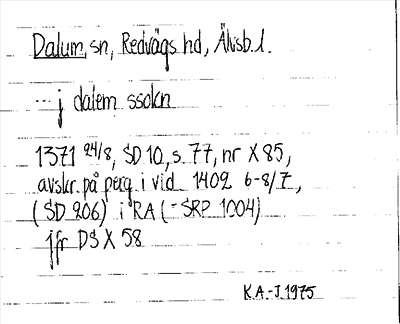 Dalum, sn, Redvägs hd, Älvsb. l.
... j dalem ssokn
1371 24/8, SD 10, s. 77, nr X 85,
avskr. på perg. i vid 1402 6-8/7,
(SD 206) i RA (- SRP 1004)
jfr DS X 58
K.A.-J. 1975